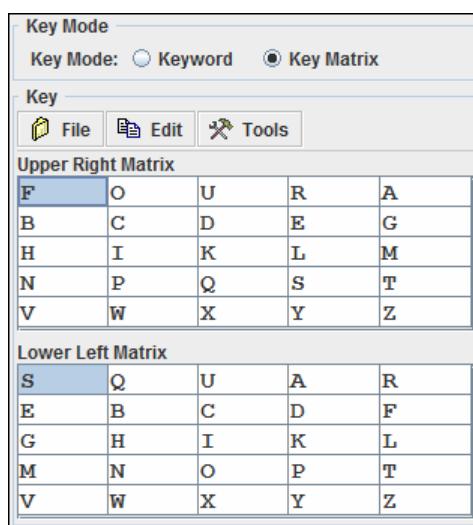 Key Mode
Key Mode: Keyword Key Matrix
Key
File Edit Tools
Upper Right Matrix
F O U R A
B C D E G
H I K L M
N P Q S T
V W X Y Z
Lower Left Matrix
S Q U A R
E B C D F
G H I K L
M N O P T
V W X Y Z